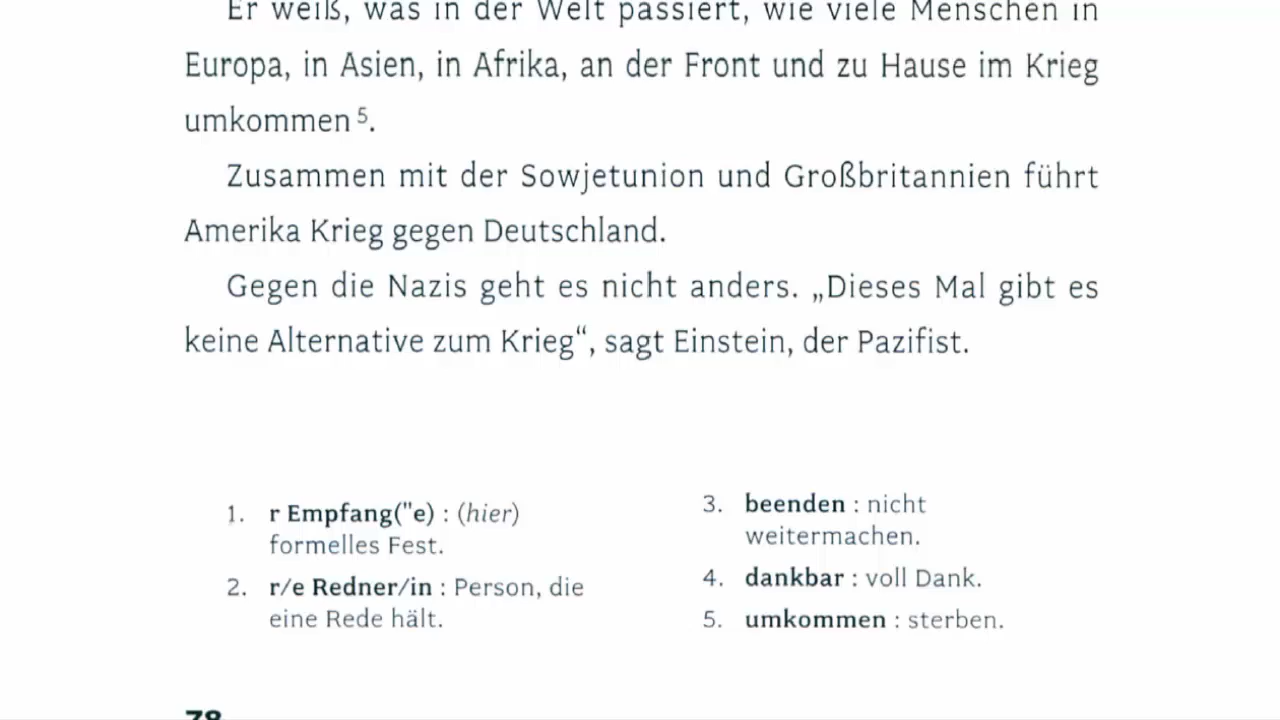 Er weiß, was in der Welt passiert, wie viele Menschen in
Europa, in Asien, in Afrika, an der Front und zu Hause im Krieg
umkommen 5.
Zusammen mit der Sowjetunion und Großbritannien führt
Amerika Krieg gegen Deutschland.
Gegen die Nazis geht es nicht anders. „Dieses Mal gibt es
keine Alternative zum Krieg“, sagt Einstein, der Pazifist.
1. r Empfang("e) : (hier)
formelles Fest.
2. r/e Redner/in : Person, die
eine Rede hält.
3. beenden : nicht
weitermachen.
4. dankbar : voll Dank.
5. umkommen : sterben.
78